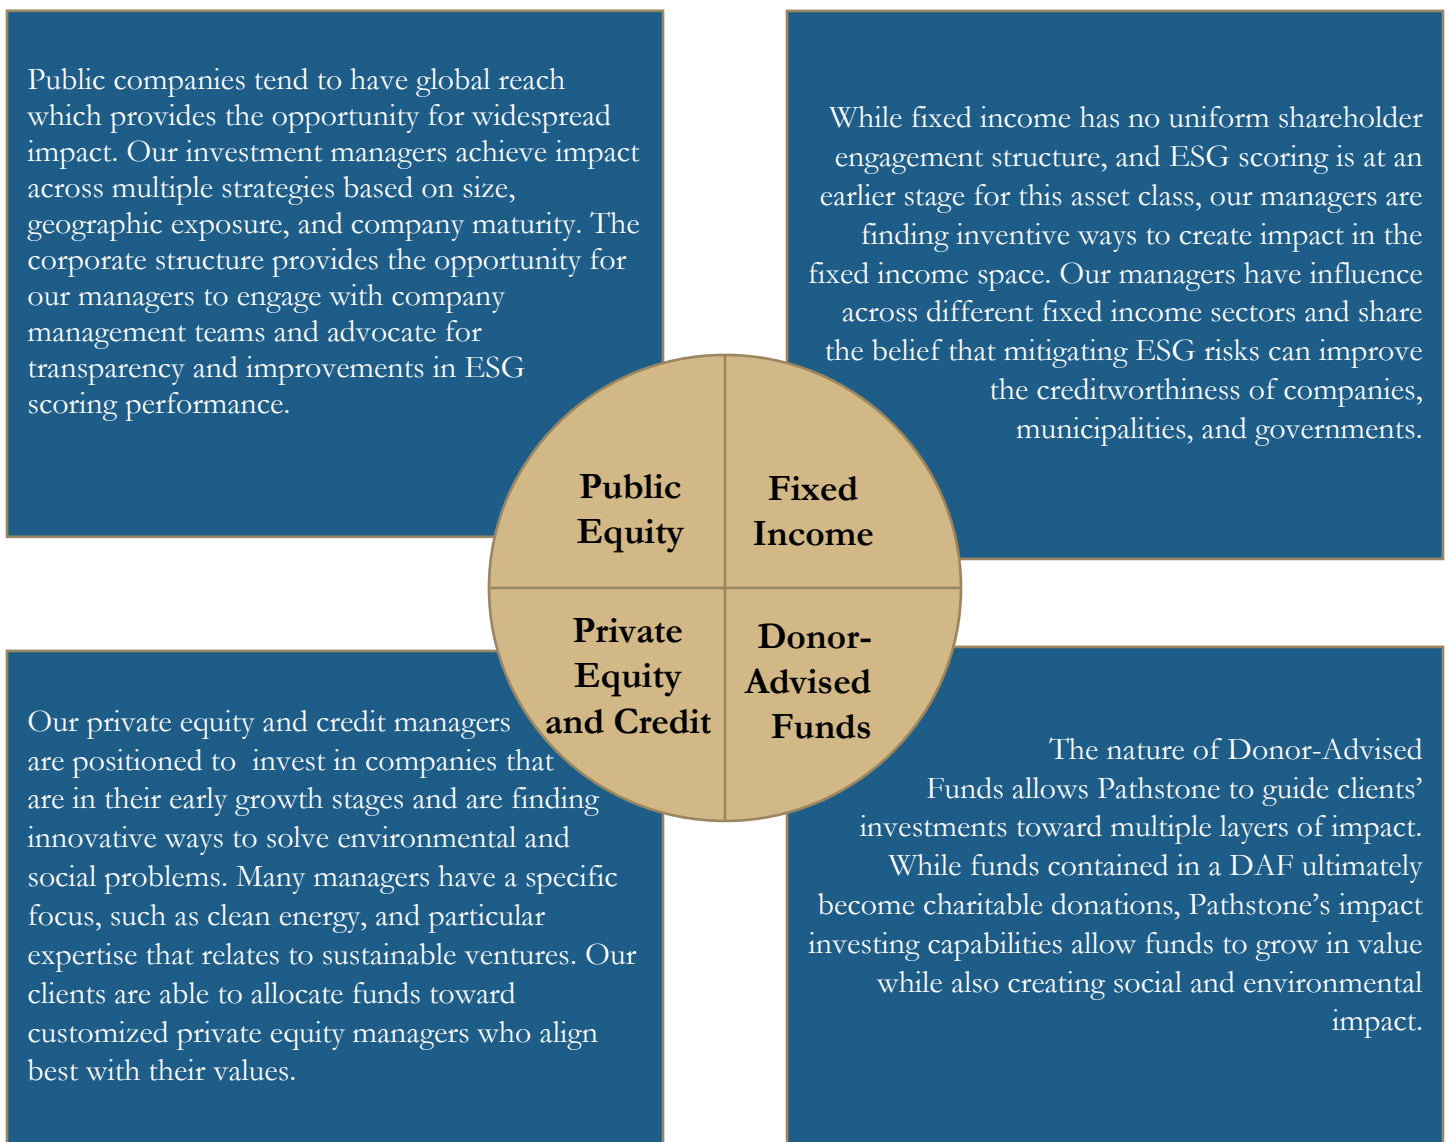 Public companies tend to have global reach
which provides the opportunity for widespread
impact. Our investment managers achieve impact
across multiple strategies based on size,
geographic exposure, and company maturity. The
corporate structure provides the opportunity for
our managers to engage with company
management teams and advocate for
transparency and improvements in ESG
scoring performance.
While fixed income has no uniform shareholder
engagement structure, and ESG scoring is at an
earlier stage for this asset class, our managers are
finding inventive ways to create impact in the
fixed income space. Our managers have influence
across different fixed income sectors and share
the belief that mitigating ESG risks can improve
the creditworthiness of companies,
municipalities, and governments.
Public
Equity
Fixed
Income
Private
Equity
and Credit
Donor-
Advised
Funds
Our private equity and credit managers
are positioned to  invest in companies that
are in their early growth stages and are finding
innovative ways to solve environmental and
social problems. Many managers have a specific
focus, such as clean energy, and particular
expertise that relates to sustainable ventures. Our
clients are able to allocate funds toward
customized private equity managers who align
best with their values.
The nature of Donor-Advised
Funds allows Pathstone to guide clients’
investments toward multiple layers of impact.
While funds contained in a DAF ultimately
become charitable donations, Pathstone’s impact
investing capabilities allow funds to grow in value
while also creating social and environmental
impact.